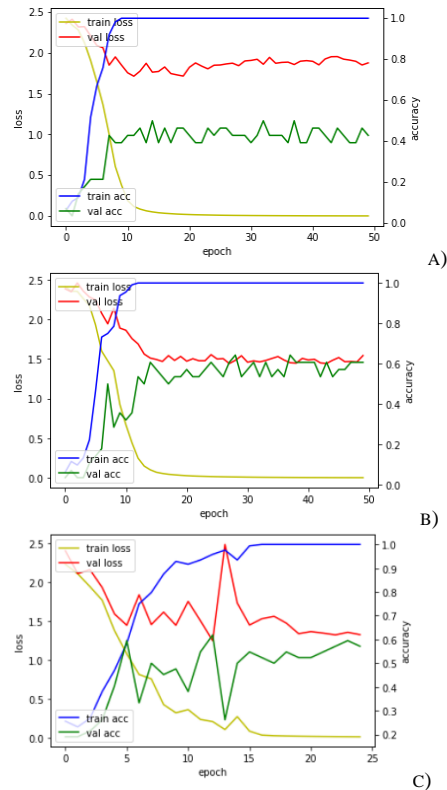 2.5
2.0
1.5
1.0
0.5
0.0
loss
train loss
val loss
train acc
val acc
1.0
0.8
0.6
0.4
0.2
0.0
accuracy
0
10
20
30
40
50
epoch
A)
2.5
2.0
1.5
1.0
0.5
0.0
loss
train loss
val loss
train acc
val acc
1.0
0.8
0.6
0.4
0.2
0.0
accuracy
0
10
20
30
40
50
epoch
B)
2.5
2.0
1.5
1.0
0.5
0.0
loss
train loss
val loss
train acc
val acc
1.0
0.9
0.8
0.7
0.6
0.5
0.4
0.3
0.2
accuracy
0
5
10
15
20
25
epoch
C)